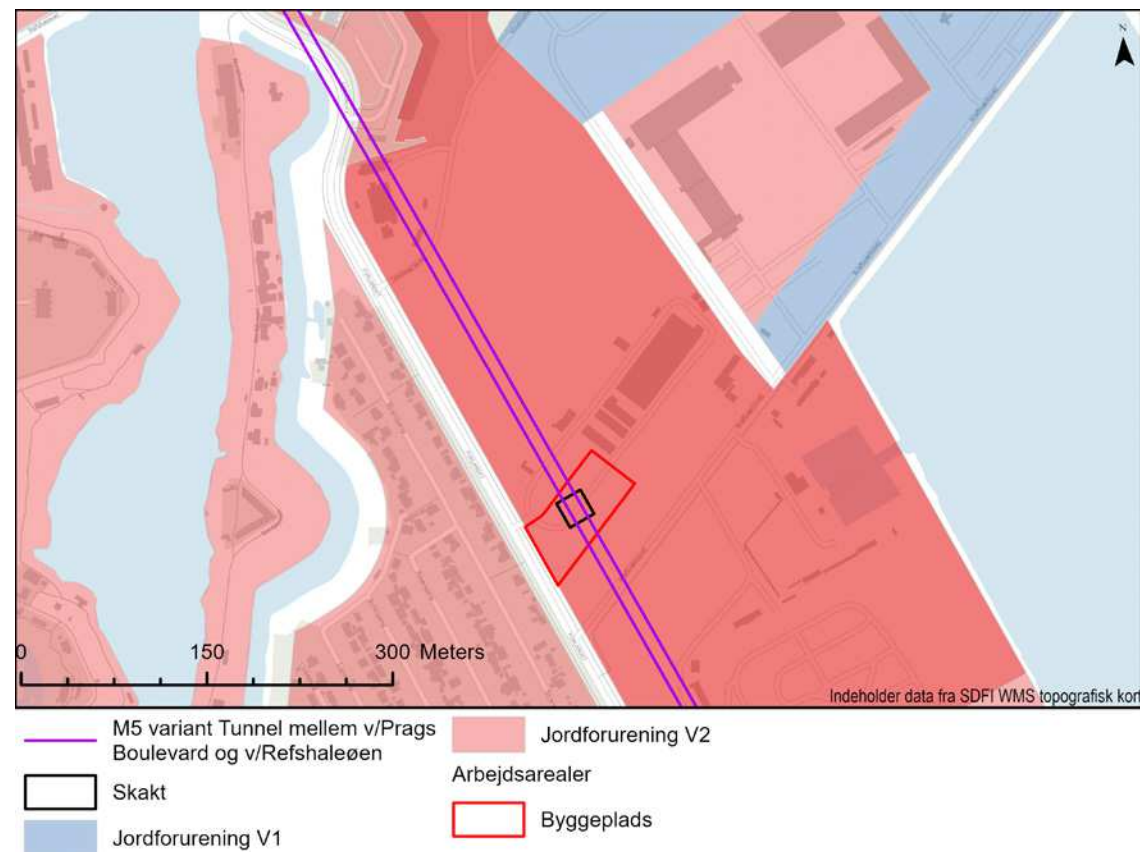 z
0
150
300 Meters
Indeholder data fra SDFI WMS topografisk kort
M5 variant Tunnel mellem v/Prags
Boulevard og v/Refshaleøen
Skakt
Jordforurening V1
Jordforurening V2
Arbejdsarealer
Byggeplads